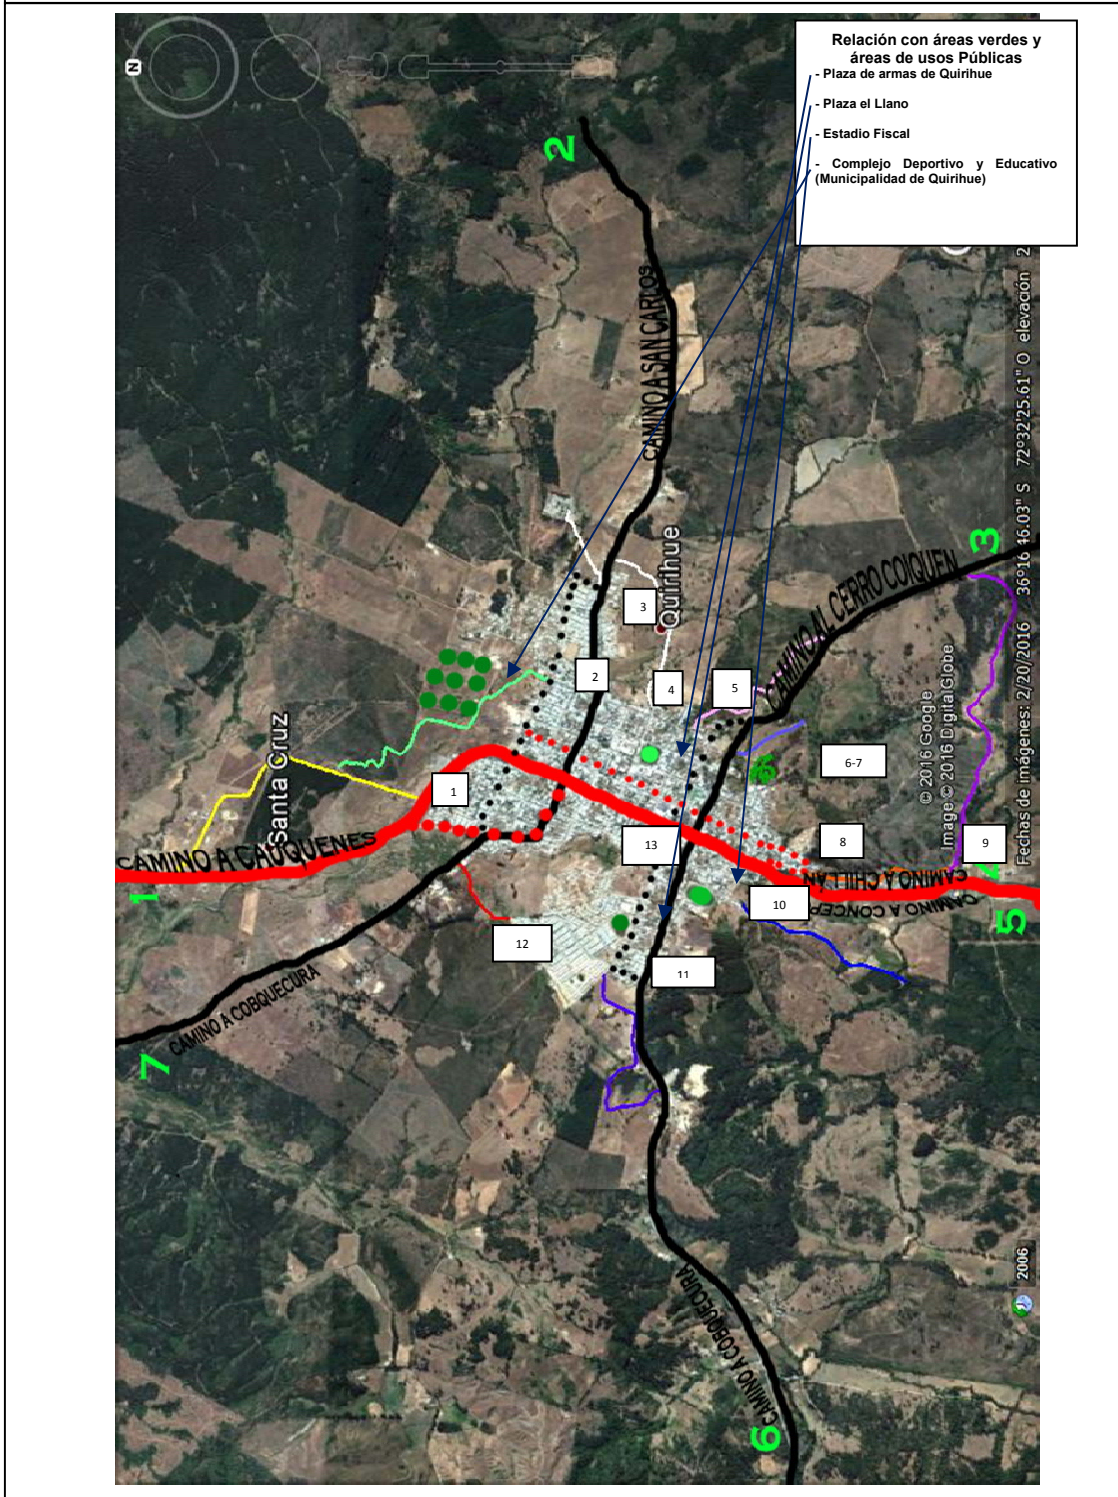 Relación con áreas verdes y
áreas de usos Públicas
- Plaza de armas de Quirihue
- Plaza el Llano
- Estadio Fiscal
- Complejo Deportivo y Educativo
(Municipalidad de Quirihue)
N
2
CAMINO A SAN CARLOS
3
Quirihue
2
4
5
3
CAMINO AL CERRO COIQUEN
Santa Cruz
1
CAMINO A CAUQUENES
1
6-7
13
8
9
CAMINO A CHILLAN
CAMINO A CONCEP
10
5
12
11
CAMINO A COBQUECURA
7
CAMINO A COBQUECURA
6
© 2016 Google
Image © 2016 DigitalGlobe
Fechas de imágenes: 2/20/2016 36°16'46.03" S 72°32'25.61" O elevación 2
2006